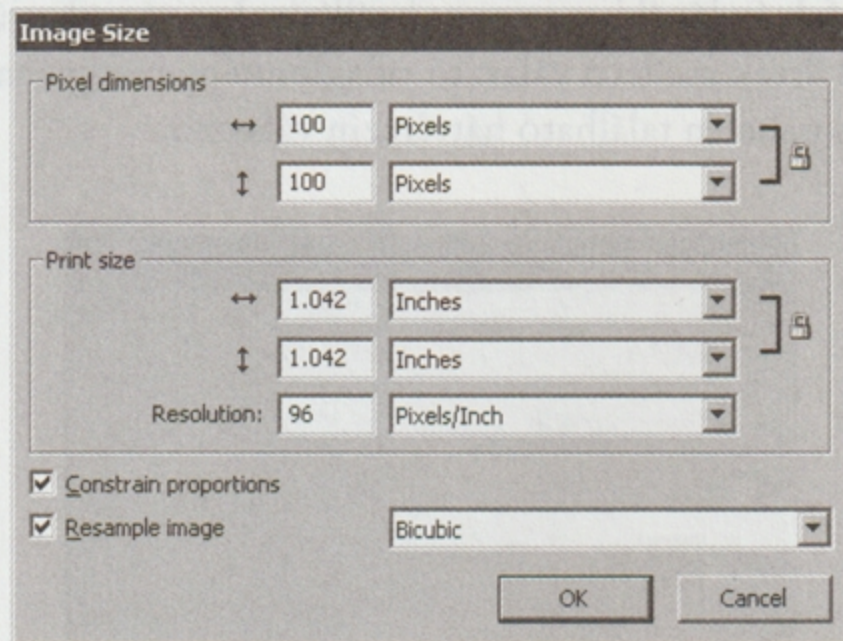 Image Size
Pixel dimensions
100 Pixels
100 Pixels
Print size
1.042 Inches
1.042 Inches
Resolution: 96 Pixels/Inch
Constrain proportions
Resample image Bicubic
OK Cancel